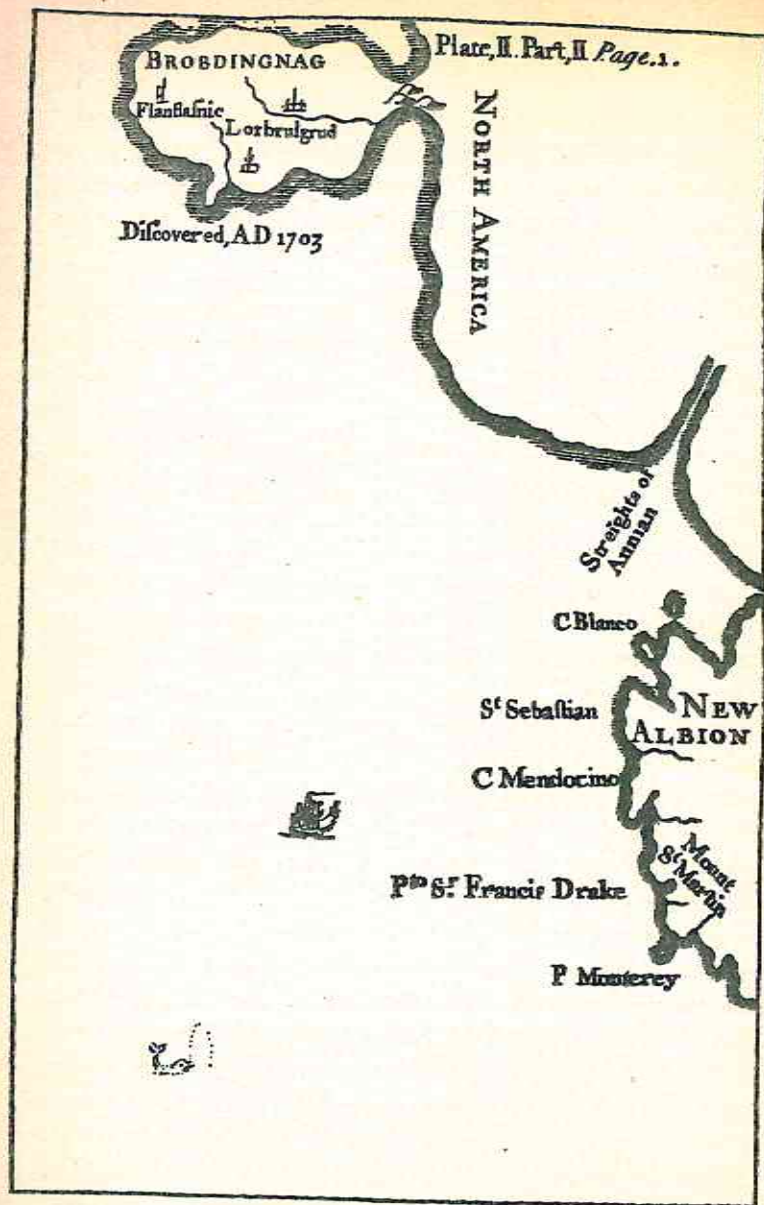 Plate, II. Part, II Page. 1.
BROBDINGNAG
Flanflaſnic
Lorbrulgrud
NORTH AMERICA
Diſcovered, AD 1703
Streights of
Annian
C Blanco
St Sebaſtian
NEW
ALBION
C Mendocino
Mount
St Martin
Pto Sr Francis Drake
P Monterey